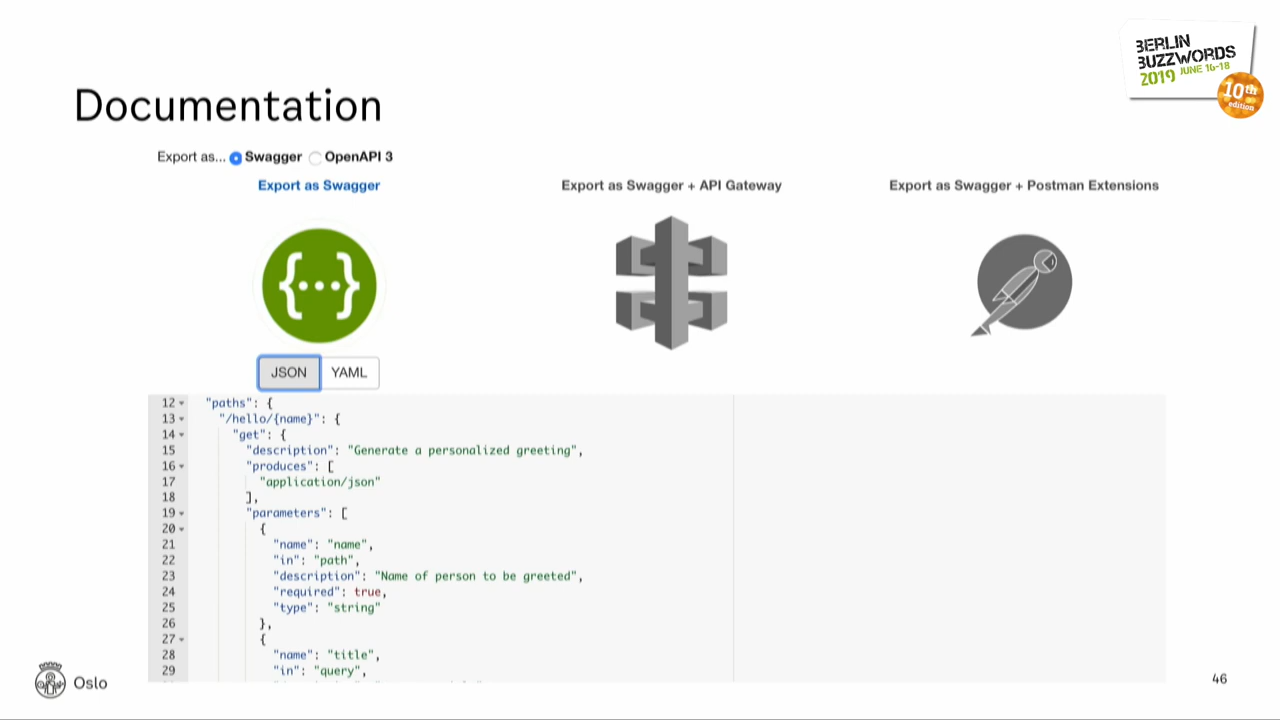 BERLIN
BUZZWORDS
2019 JUNE 16-18
10th
edition
Documentation
Export as... Swagger OpenAPI 3
Export as Swagger
Export as Swagger + API Gateway
Export as Swagger + Postman Extensions
{...}
JSON YAML
12 "paths": {
13 "/hello/{name}": {
14 "get": {
15 "description": "Generate a personalized greeting",
16 "produces": [
17 "application/json"
18 ],
19 "parameters": [
20 {
21 "name": "name",
22 "in": "path",
23 "description": "Name of person to be greeted",
24 "required": true,
25 "type": "string"
26 },
27 {
28 "name": "title",
29 "in": "query",
Oslo
46